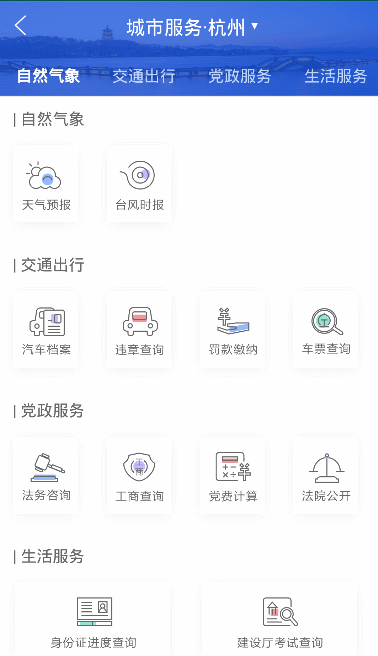 城市服务·杭州
自然气象 交通出行 党政服务 生活服务
自然气象
天气预报 台风时报
交通出行
汽车档案 违章查询 罚款缴纳 车票查询
党政服务
法务咨询 工商查询 党费计算 法院公开
生活服务
身份证进度查询 建设厅考试查询